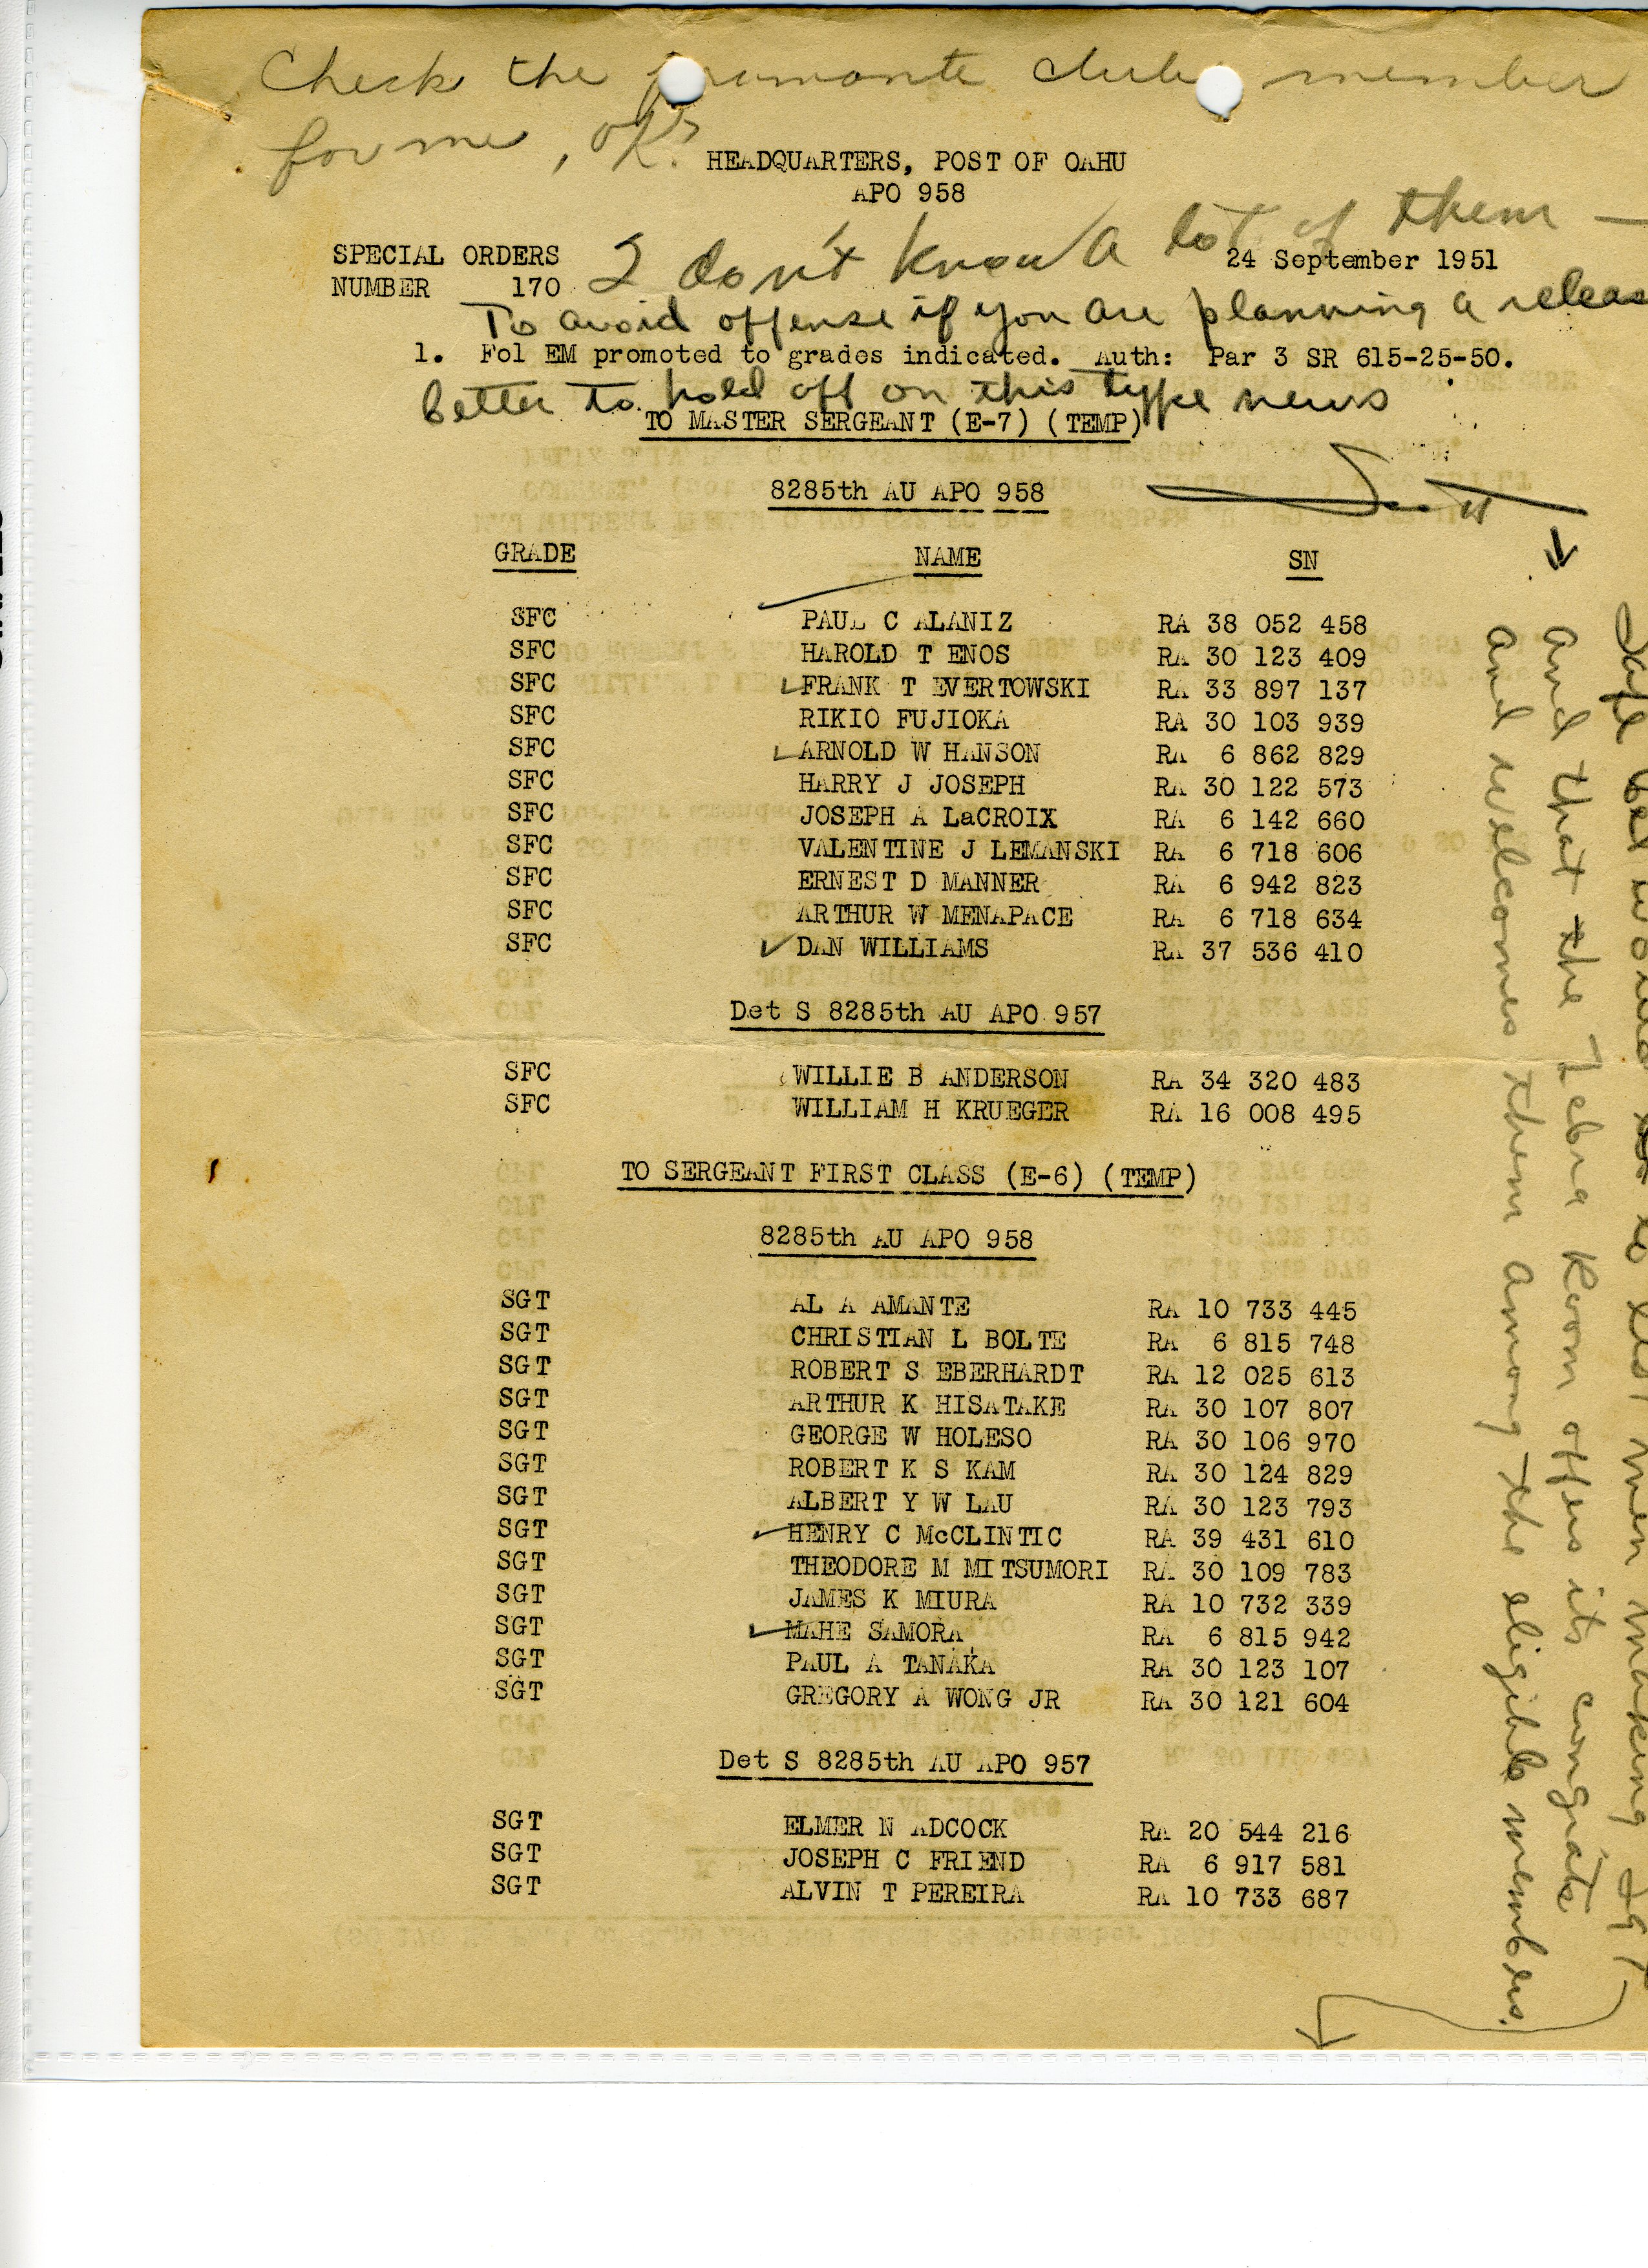 Check the club member
for me, OK?
HEADQUARTERS, POST OF OAHU
APO 958
I don't know a lot of them —
SPECIAL ORDERS 24 September 1951
NUMBER 170
To avoid offense if you are planning a releas
1. Fol EM promoted to grades indicated. Auth: Par 3 SR 615-25-50.
better to hold off on this type news
TO MASTER SERGEANT (E-7) (TEMP)
8285th AU APO 958
GRADE NAME SN
SFC PAUL C ALANIZ RA 38 052 458
SFC HAROLD T ENOS RA 30 123 409
SFC FRANK T EVERTOWSKI RA 33 897 137
SFC RIKIO FUJIOKA RA 30 103 939
SFC ARNOLD W HANSON RA 6 862 829
SFC HARRY J JOSEPH RA 30 122 573
SFC JOSEPH A LaCROIX RA 6 142 660
SFC VALENTINE J LEMANSKI RA 6 718 606
SFC ERNEST D MANNER RA 6 942 823
SFC ARTHUR W MENAPACE RA 6 718 634
SFC DAN WILLIAMS RA 37 536 410
Det S 8285th AU APO 957
SFC WILLIE B ANDERSON RA 34 320 483
SFC WILLIAM H KRUEGER RA 16 008 495
TO SERGEANT FIRST CLASS (E-6) (TEMP)
8285th AU APO 958
SGT AL A AMANTE RA 10 733 445
SGT CHRISTIAN L BOLTE RA 6 815 748
SGT ROBERT S EBERHARDT RA 12 025 613
SGT ARTHUR K HISATAKE RA 30 107 807
SGT GEORGE W HOLESO RA 30 106 970
SGT ROBERT K S KAM RA 30 124 829
SGT ALBERT Y W LAU RA 30 123 793
SGT HENRY C McCLINTIC RA 39 431 610
SGT THEODORE M MITSUMORI RA 30 109 783
SGT JAMES K MIURA RA 10 732 339
SGT MAHE SAMORA RA 6 815 942
SGT PAUL A TANAKA RA 30 123 107
SGT GREGORY A WONG JR RA 30 121 604
Det S 8285th AU APO 957
SGT ELMER N ADCOCK RA 20 544 216
SGT JOSEPH C FRIEND RA 6 917 581
SGT ALVIN T PEREIRA RA 10 733 687
Safe bet would be to list men making SGT
and that the Zebra Room offers its congrats
and welcomes them among the eligible members.